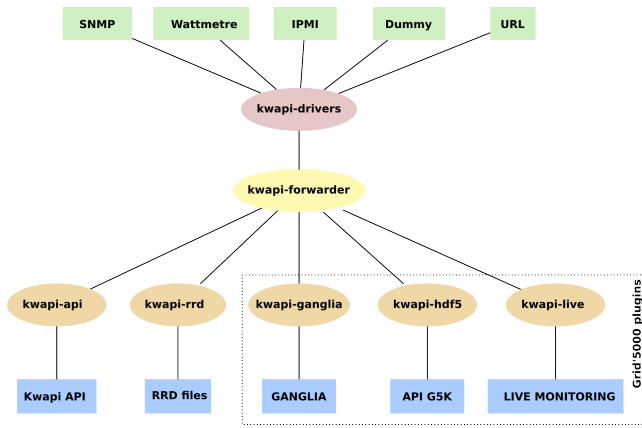 SNMP
Wattmetre
IPMI
Dummy
URL
kwapi-drivers
kwapi-forwarder
kwapi-api
kwapi-rrd
kwapi-ganglia
kwapi-hdf5
kwapi-live
Grid'5000 plugins
Kwapi API
RRD files
GANGLIA
API G5K
LIVE MONITORING